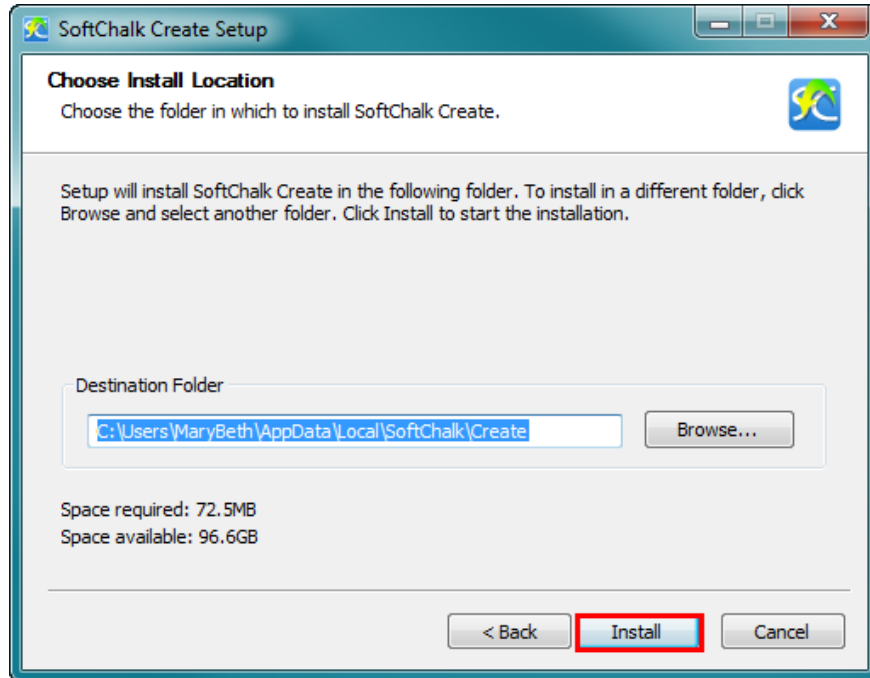 SoftChalk Create Setup
Choose Install Location
Choose the folder in which to install SoftChalk Create.
Setup will install SoftChalk Create in the following folder. To install in a different folder, click
Browse and select another folder. Click Install to start the installation.
Destination Folder
C:\Users\MaryBeth\AppData\Local\SoftChalk\Create
Browse...
Space required: 72.5MB
Space available: 96.6GB
< Back
Install
Cancel